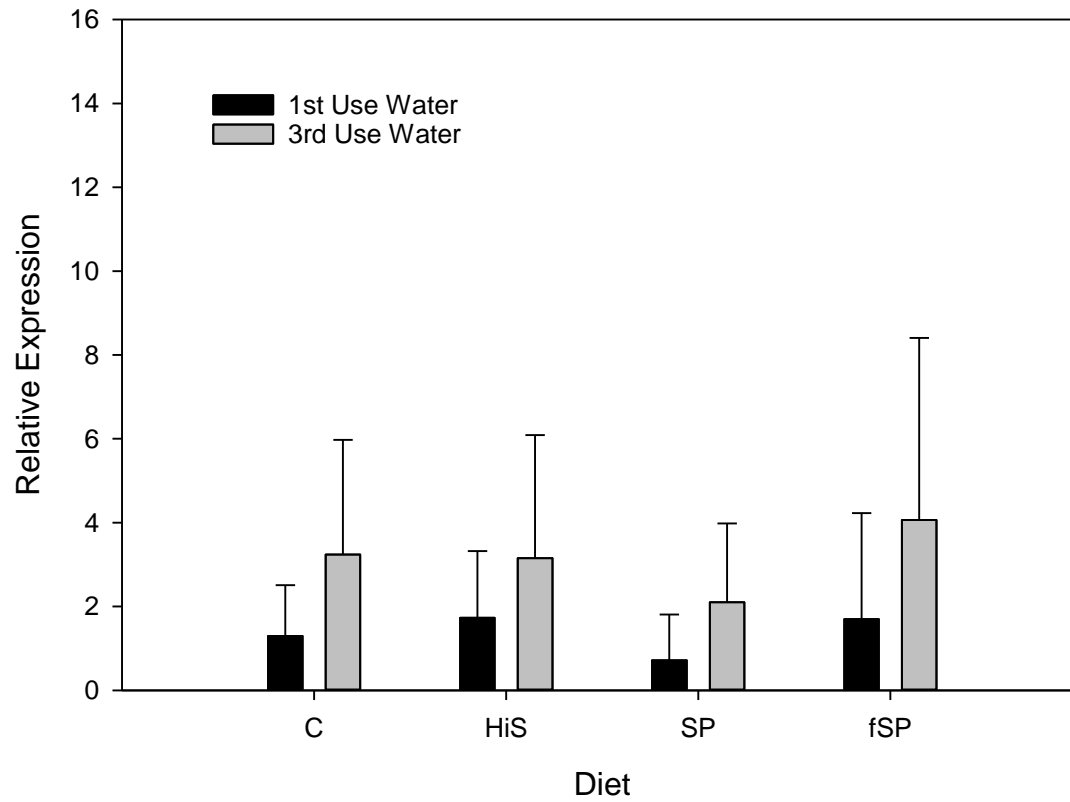 16
14
12
10
8
6
4
2
0
Relative Expression
1st Use Water
3rd Use Water
C HiS SP fSP
Diet